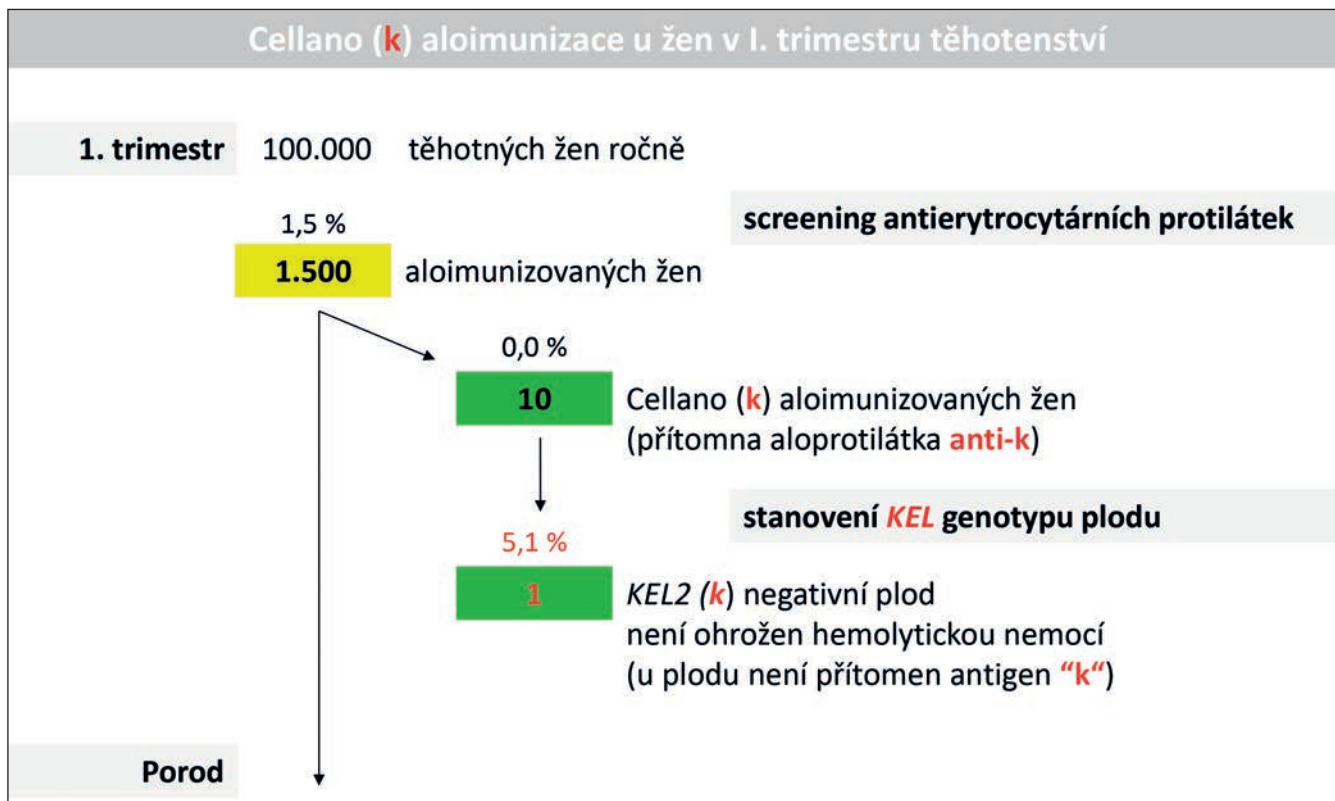 Cellano (k) aloimunizace u žen v I. trimestru těhotenství
1. trimestr 100.000 těhotných žen ročně
1,5 %
screening antierytrocytárních protilátek
1.500 aloimunizovaných žen
0,0 %
10 Cellano (k) aloimunizovaných žen
(přítomna aloprotilátka anti-k)
stanovení KEL genotypu plodu
5,1 %
1 KEL2 (k) negativní plod
není ohrožen hemolytickou nemocí
(u plodu není přítomen antigen “k“)
Porod